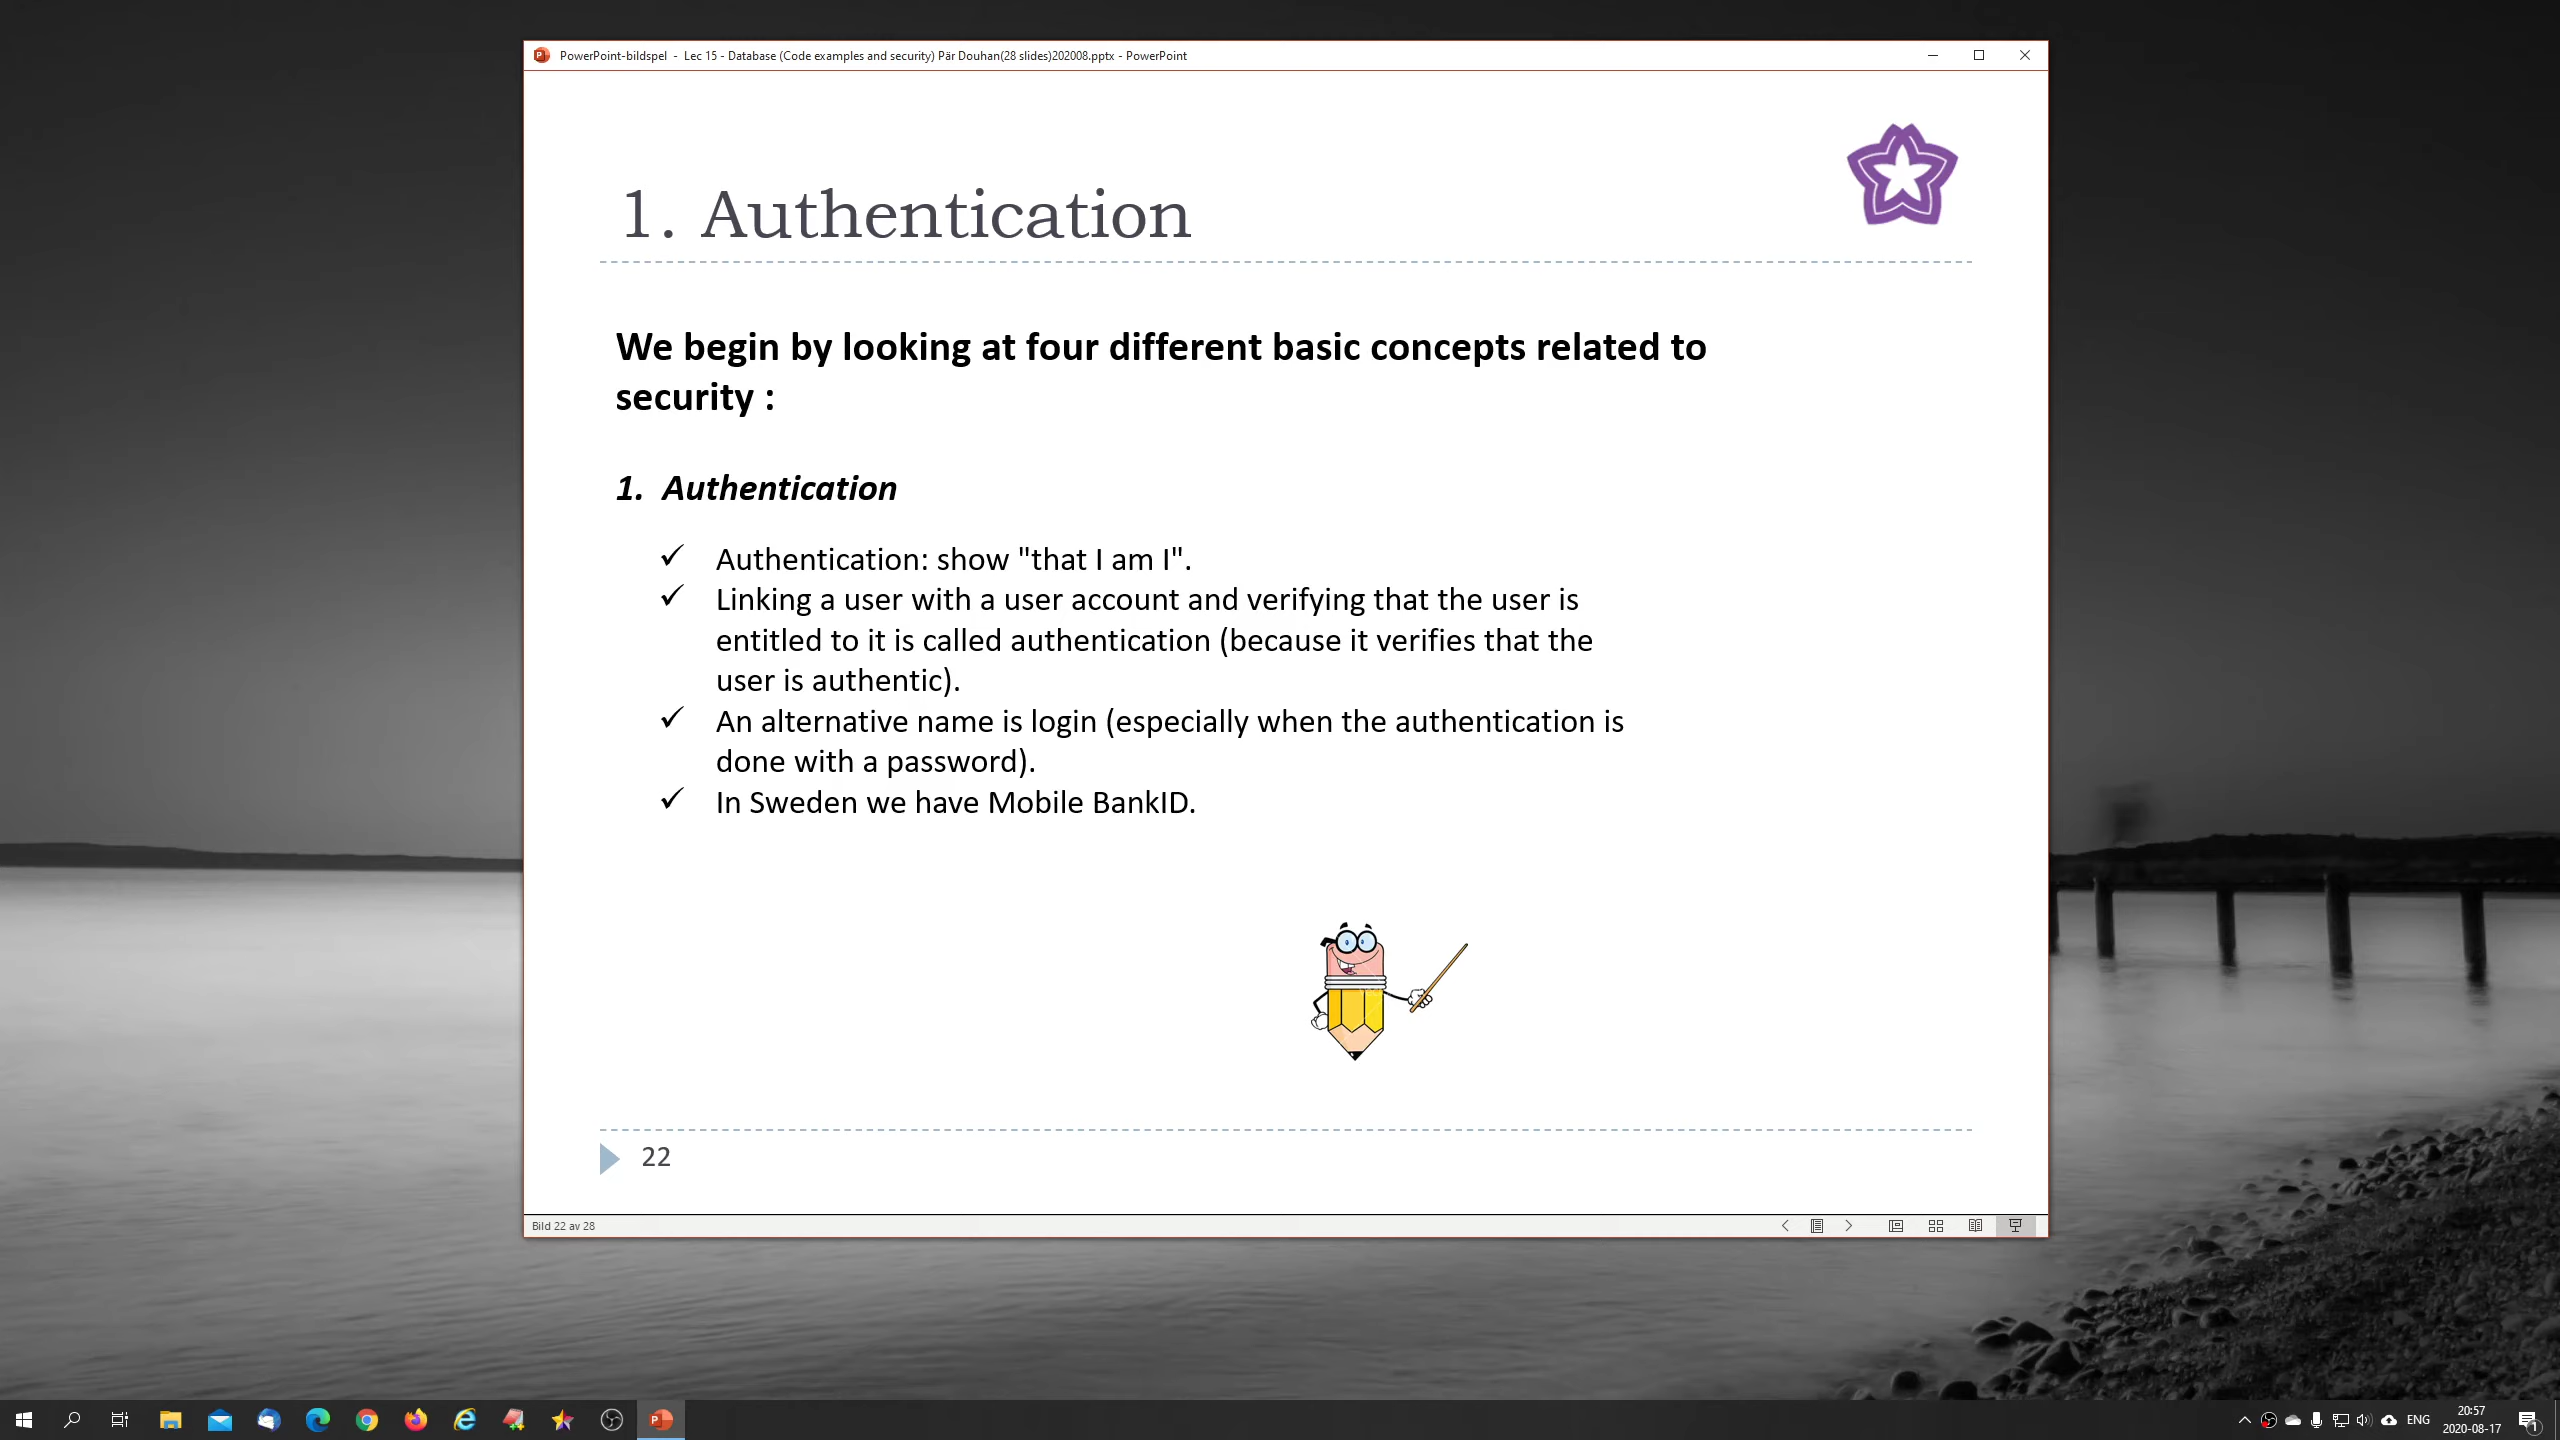 PowerPoint-bildspel - Lec 15 - Database (Code examples and security) Pär Douhan(28 slides)202008.pptx - PowerPoint
1. Authentication
We begin by looking at four different basic concepts related to
security :
1. Authentication
✓ Authentication: show "that I am I".
✓ Linking a user with a user account and verifying that the user is
entitled to it is called authentication (because it verifies that the
user is authentic).
✓ An alternative name is login (especially when the authentication is
done with a password).
✓ In Sweden we have Mobile BankID.
22
Bild 22 av 28
ENG
20:57
2020-08-17
1